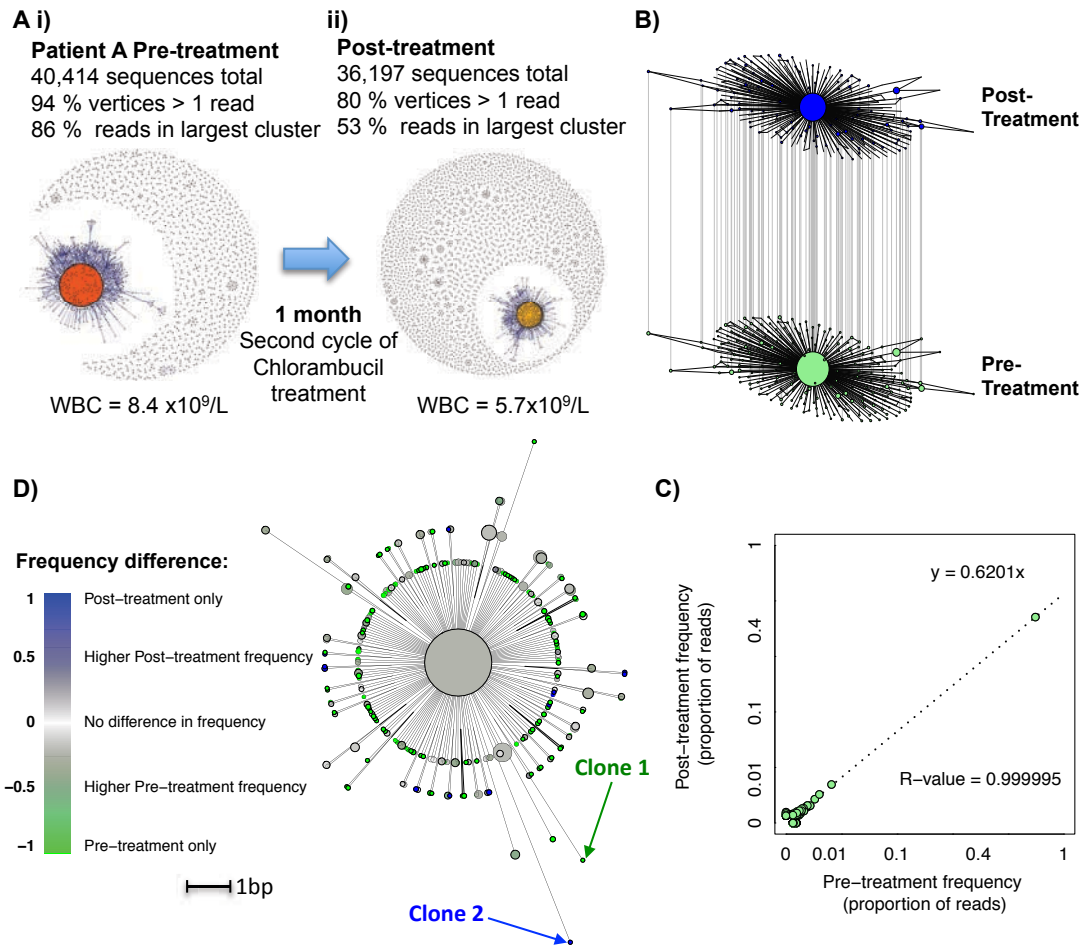 A i)
Patient A Pre-treatment
40,414 sequences total
94 % vertices > 1 read
86 % reads in largest cluster
WBC = 8.4 x10⁹/L
1 month
Second cycle of
Chlorambucil
treatment
ii)
Post-treatment
36,197 sequences total
80 % vertices > 1 read
53 % reads in largest cluster
WBC = 5.7x10⁹/L
B)
Post-
Treatment
Pre-
Treatment
D)
Frequency difference:
1 Post−treatment only
0.5 Higher Post−treatment frequency
0 No difference in frequency
−0.5 Higher Pre−treatment frequency
−1 Pre−treatment only
1bp
Clone 1
Clone 2
C)
Post−treatment frequency
(proportion of reads)
1
0.4
0.1
0.01
0
y = 0.6201x
R−value = 0.999995
0 0.01 0.1 0.4 1
Pre−treatment frequency
(proportion of reads)